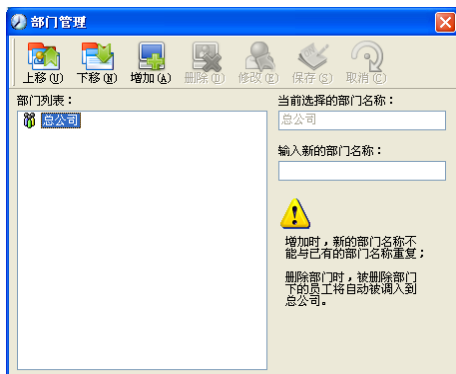 部门管理
上移(U) 下移(N) 增加(A) 删除(D) 修改(E) 保存(S) 取消(C)
部门列表：
总公司
当前选择的部门名称：
总公司
输入新的部门名称：
增加时，新的部门名称不
能与已有的部门名称重复；
删除部门时，被删除部门
下的员工将自动被调入到
总公司。